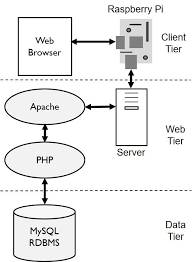 Raspberry Pi
Web
Browser
Client
Tier
Apache
Web
Tier
Server
PHP
MySQL
RDBMS
Data
Tier